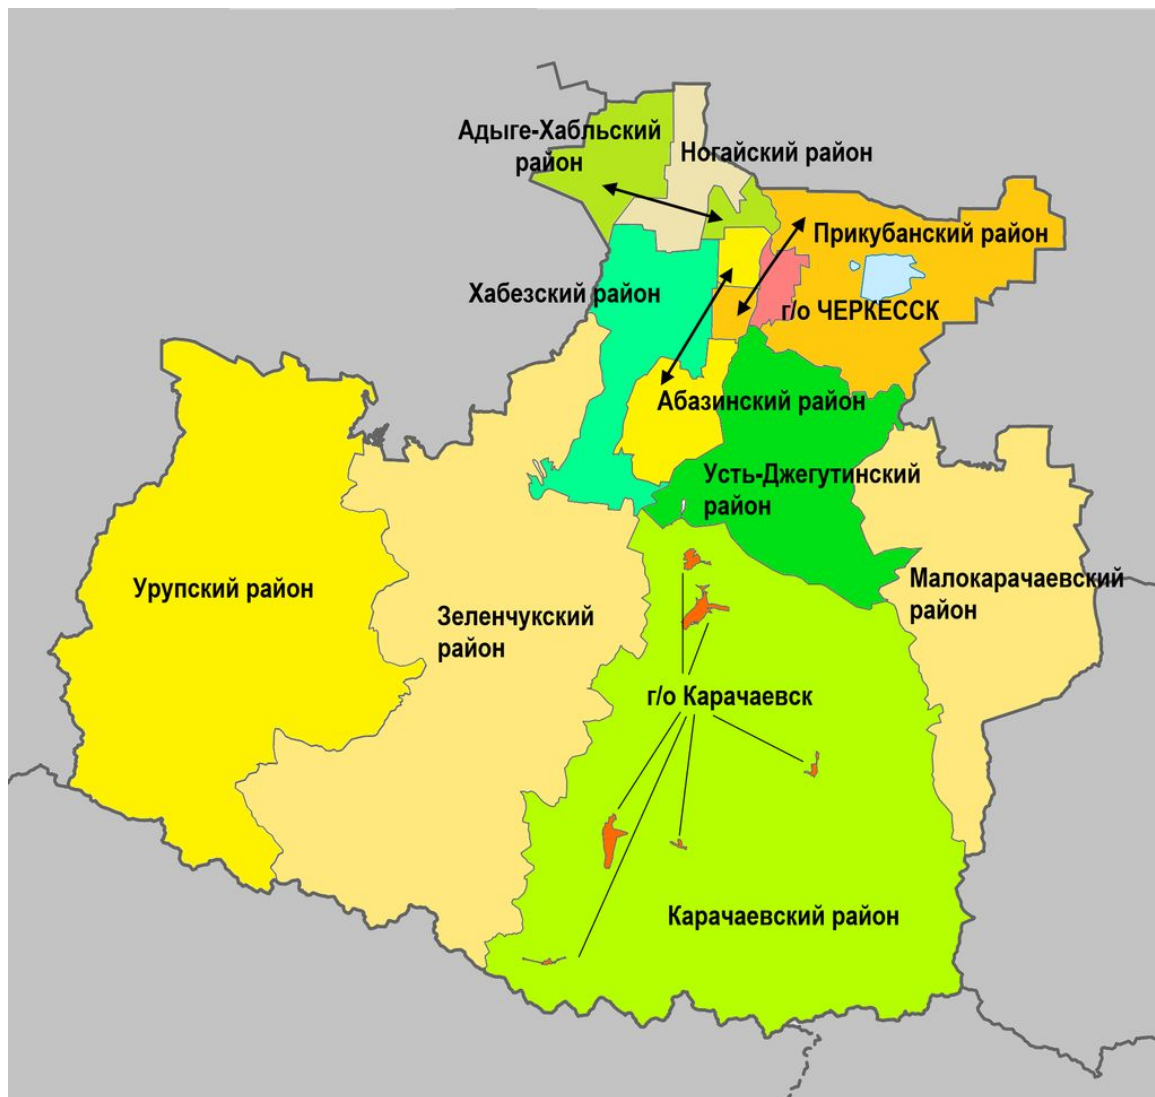 Адыге-Хабльский
район
Ногайский район
Прикубанский район
Хабезский район
г/о ЧЕРКЕССК
Абазинский район
Усть-Джегутинский
район
Урупский район
Зеленчукский
район
Малокарачаевский
район
г/о Карачаевск
Карачаевский район